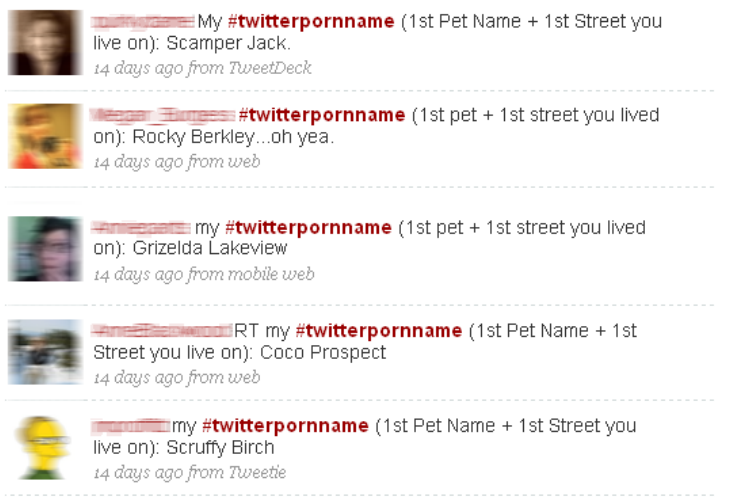 My #twitterpornname (1st Pet Name + 1st Street you
live on): Scamper Jack.
14 days ago from TweetDeck
#twitterpornname (1st pet + 1st street you lived
on): Rocky Berkley...oh yea.
14 days ago from web
my #twitterpornname (1st pet + 1st street you lived
on): Grizelda Lakeview
14 days ago from mobile web
RT my #twitterpornname (1st Pet Name + 1st
Street you live on): Coco Prospect
14 days ago from web
my #twitterpornname (1st Pet Name + 1st Street you
live on): Scruffy Birch
14 days ago from Tweetie